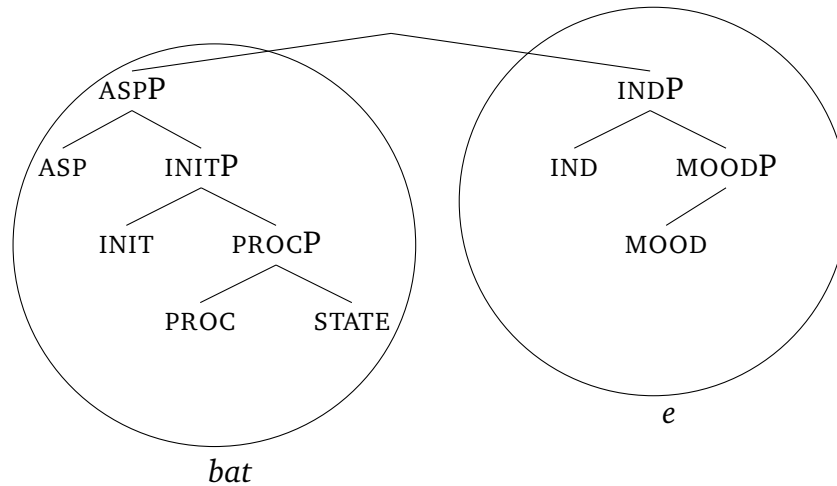 ASPP INDP
ASP INITP IND MOODP
INIT PROCP MOOD
PROC STATE
e
bat